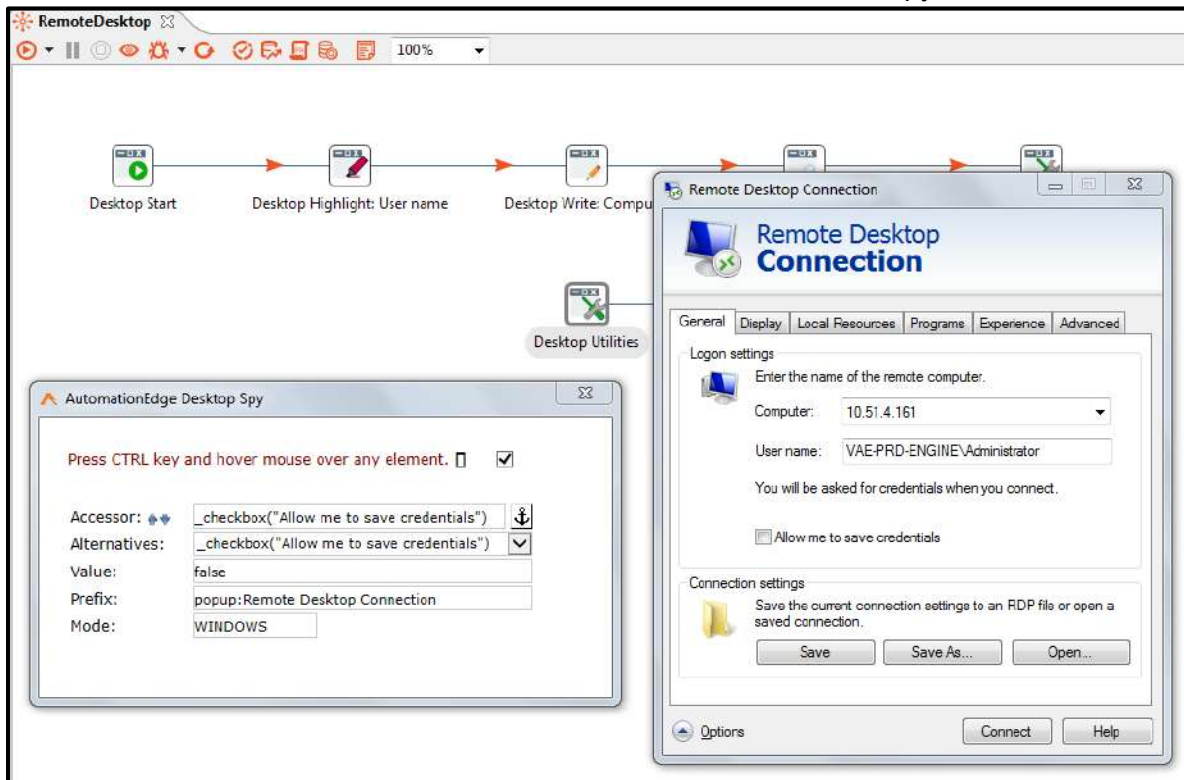 RemoteDesktop
100%
Desktop Start
Desktop Highlight: User name
Desktop Write: Compu
Desktop Utilities
AutomationEdge Desktop Spy
Press CTRL key and hover mouse over any element.
Accessor: _checkbox("Allow me to save credentials")
Alternatives: _checkbox("Allow me to save credentials")
Value: false
Prefix: popup:Remote Desktop Connection
Mode: WINDOWS
Remote Desktop Connection
Remote Desktop
Connection
General Display Local Resources Programs Experience Advanced
Logon settings
Enter the name of the remote computer.
Computer: 10.51.4.161
User name: VAE-PRD-ENGINE\Administrator
You will be asked for credentials when you connect.
Allow me to save credentials
Connection settings
Save the current connection settings to an RDP file or open a
saved connection.
Save Save As... Open...
Options Connect Help